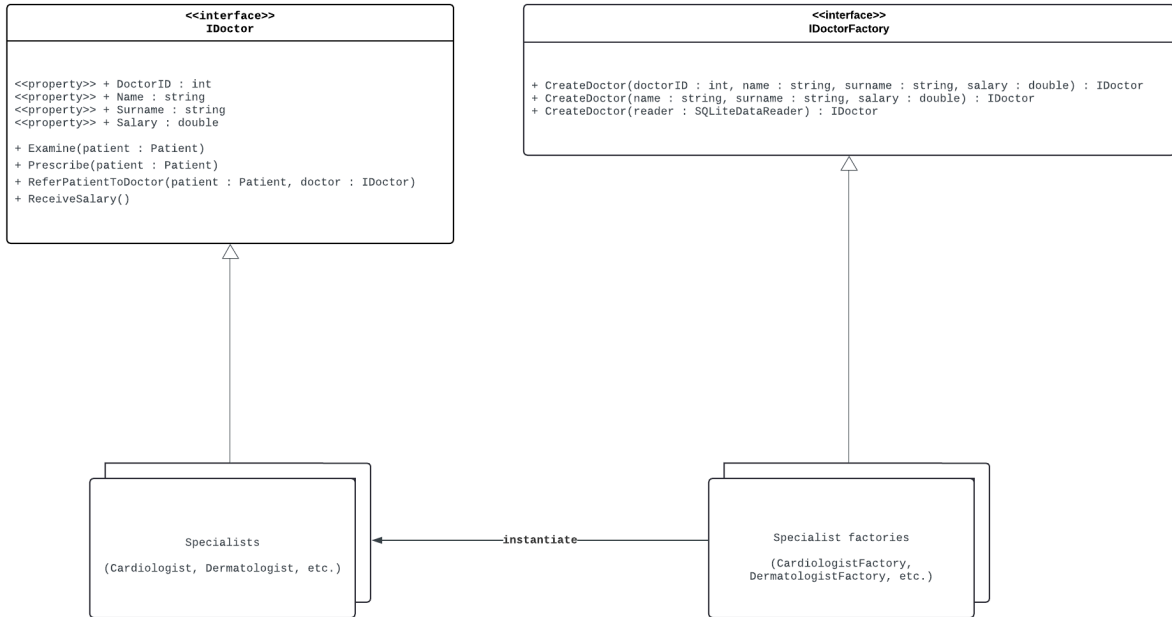 <<interface>>
IDoctor
<<property>> + DoctorID : int
<<property>> + Name : string
<<property>> + Surname : string
<<property>> + Salary : double
+ Examine(patient : Patient)
+ Prescribe(patient : Patient)
+ ReferPatientToDoctor(patient : Patient, doctor : IDoctor)
+ ReceiveSalary()
<<interface>>
IDoctorFactory
+ CreateDoctor(doctorID : int, name : string, surname : string, salary : double) : IDoctor
+ CreateDoctor(name : string, surname : string, salary : double) : IDoctor
+ CreateDoctor(reader : SQLiteDataReader) : IDoctor
Specialists
(Cardiologist, Dermatologist, etc.)
instantiate
Specialist factories
(CardiologistFactory,
DermatologistFactory, etc.)